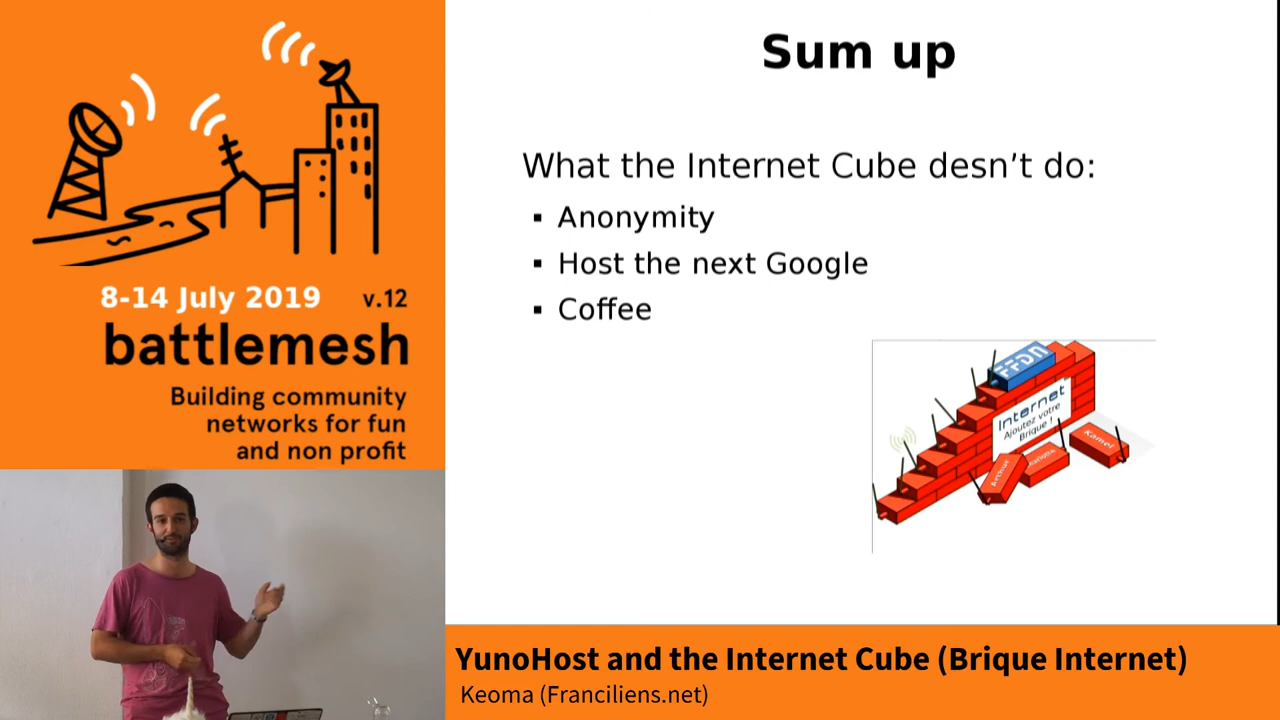 8-14 July 2019 v.12
battlemesh
Building community
networks for fun
and non profit
Sum up
What the Internet Cube desn’t do:
▪ Anonymity
▪ Host the next Google
▪ Coffee
FFDN
Internet
Ajoutez votre
Brique !
Kamel
Arthur
YunoHost and the Internet Cube (Brique Internet)
Keoma (Franciliens.net)